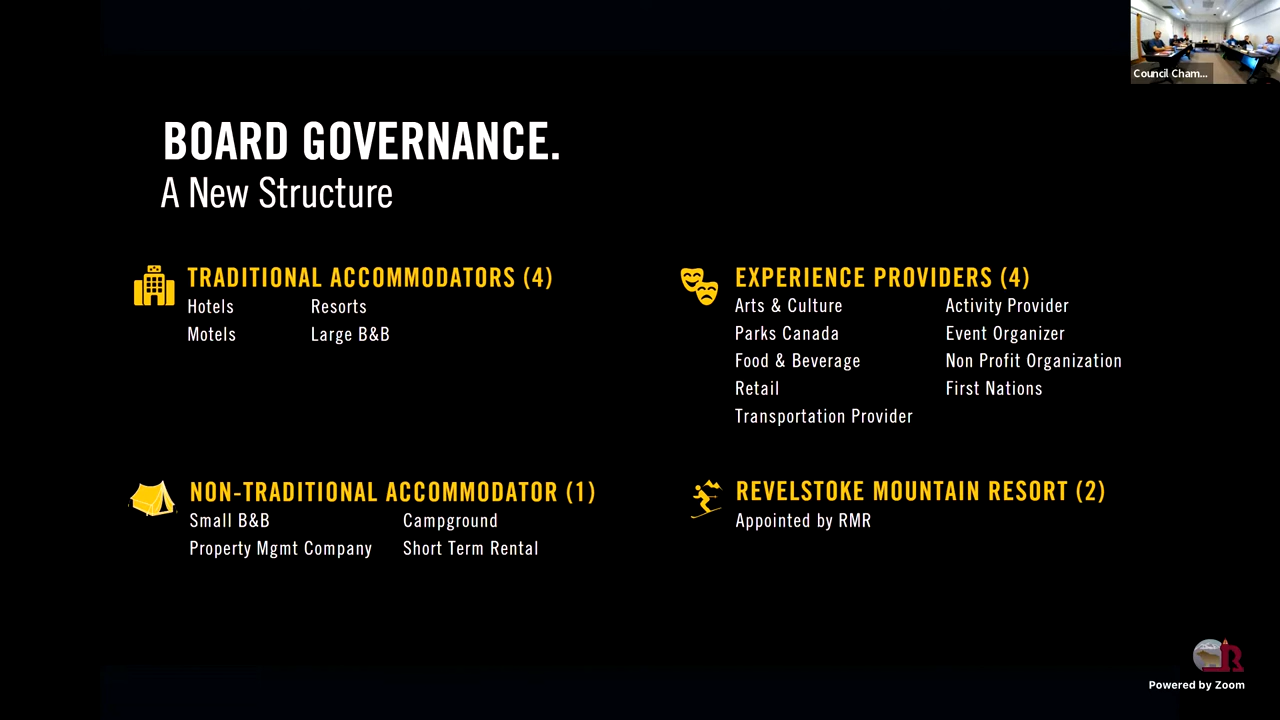 Council Cham...
BOARD GOVERNANCE.
A New Structure
TRADITIONAL ACCOMMODATORS (4)
Hotels
Resorts
Motels
Large B&B
EXPERIENCE PROVIDERS (4)
Arts & Culture
Activity Provider
Parks Canada
Event Organizer
Food & Beverage
Non Profit Organization
Retail
First Nations
Transportation Provider
NON-TRADITIONAL ACCOMMODATOR (1)
Small B&B
Campground
Property Mgmt Company
Short Term Rental
REVELSTOKE MOUNTAIN RESORT (2)
Appointed by RMR
Powered by Zoom